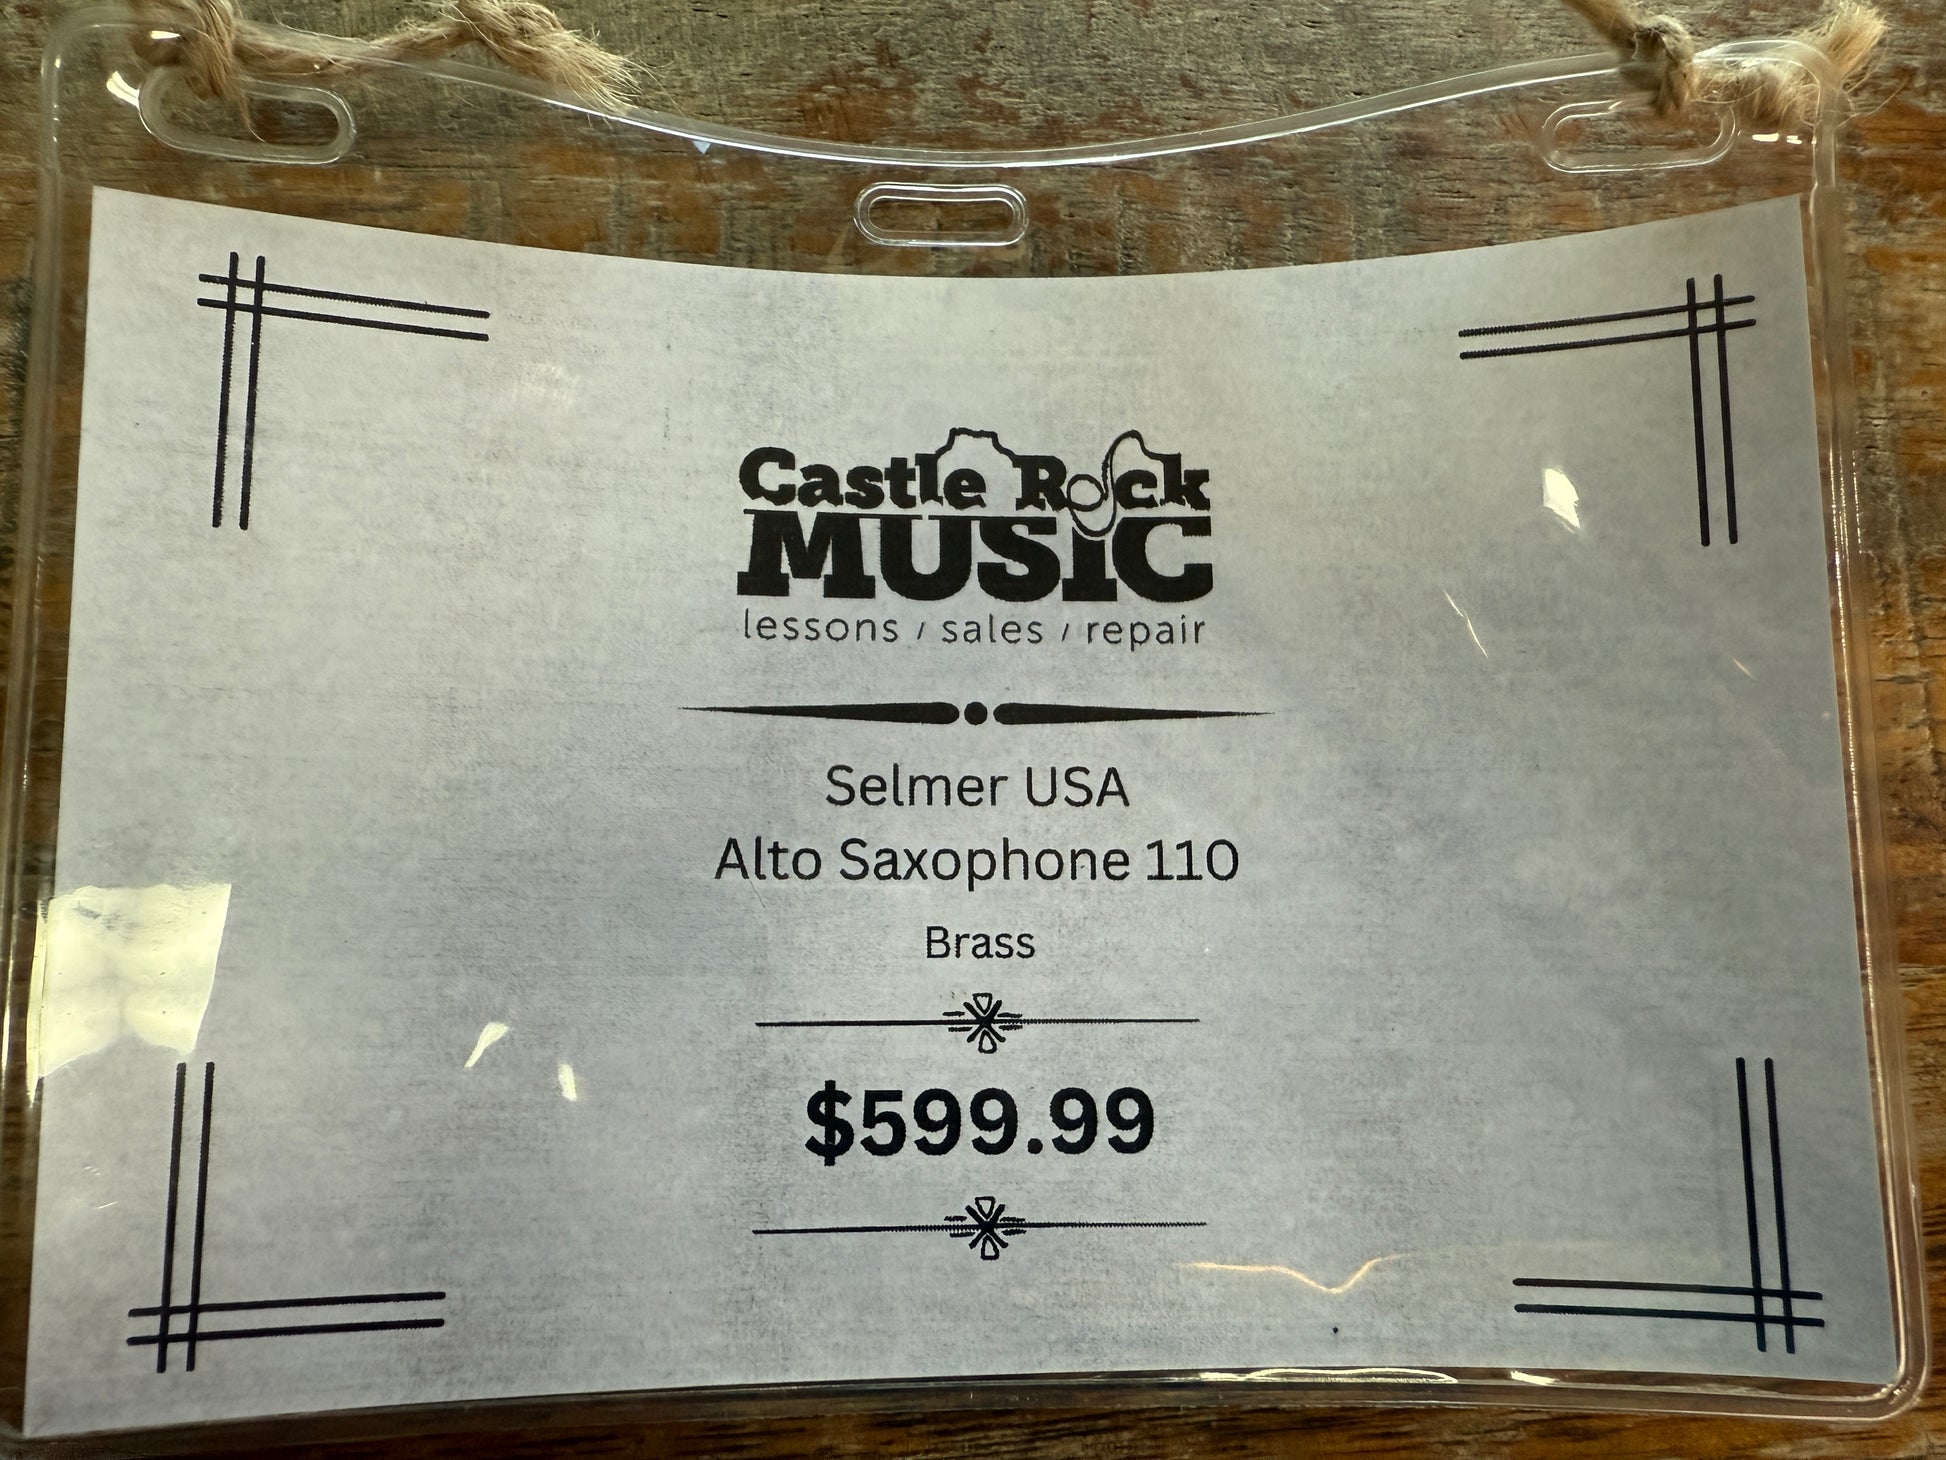 Castle Rock
MUSIC
lessons / sales / repair
Selmer USA
Alto Saxophone 110
Brass
$599.99